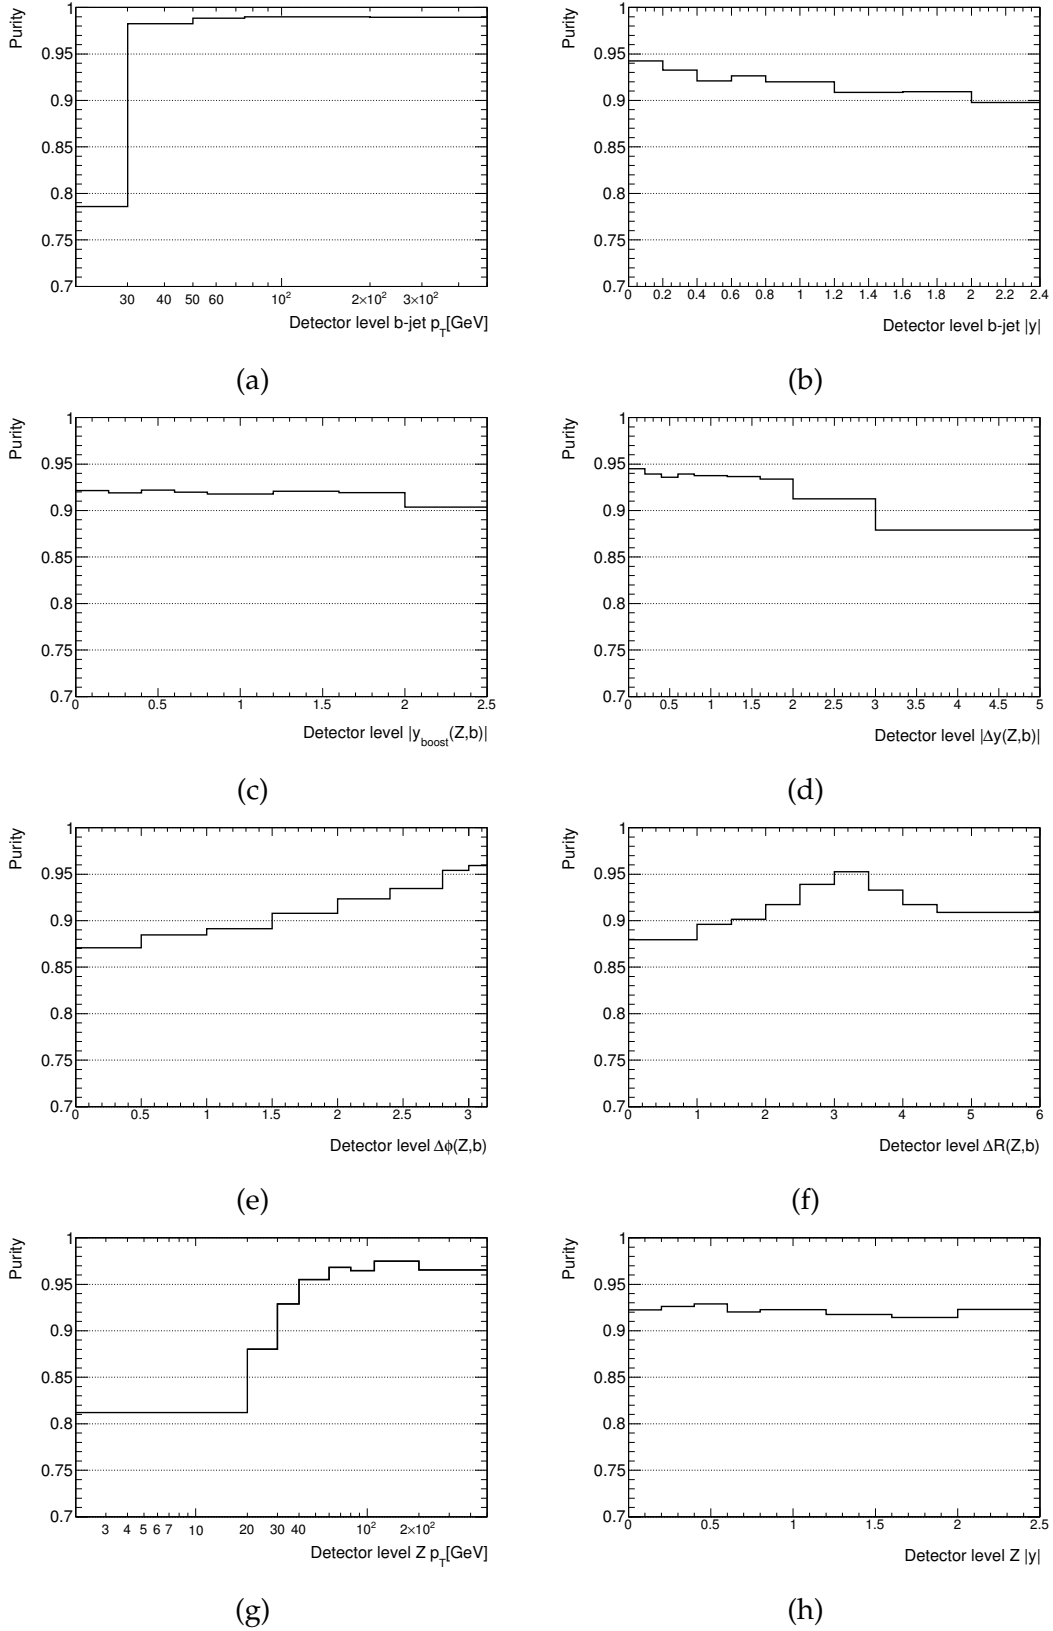 Purity
1
0.95
0.9
0.85
0.8
0.75
0.7
30 40 50 60 10² 2×10² 3×10²
Detector level b-jet p_T[GeV]
(a)
Purity
1
0.95
0.9
0.85
0.8
0.75
0.7
0 0.2 0.4 0.6 0.8 1 1.2 1.4 1.6 1.8 2 2.2 2.4
Detector level b-jet |y|
(b)
Purity
1
0.95
0.9
0.85
0.8
0.75
0.7
0 0.5 1 1.5 2 2.5
Detector level |y_boost(Z,b)|
(c)
Purity
1
0.95
0.9
0.85
0.8
0.75
0.7
0 0.5 1 1.5 2 2.5 3 3.5 4 4.5 5
Detector level |Δy(Z,b)|
(d)
Purity
1
0.95
0.9
0.85
0.8
0.75
0.7
0 0.5 1 1.5 2 2.5 3
Detector level Δϕ(Z,b)
(e)
Purity
1
0.95
0.9
0.85
0.8
0.75
0.7
0 1 2 3 4 5 6
Detector level ΔR(Z,b)
(f)
Purity
1
0.95
0.9
0.85
0.8
0.75
0.7
3 4 5 6 7 10 20 30 40 10² 2×10²
Detector level Z p_T[GeV]
(g)
Purity
1
0.95
0.9
0.85
0.8
0.75
0.7
0 0.5 1 1.5 2 2.5
Detector level Z |y|
(h)